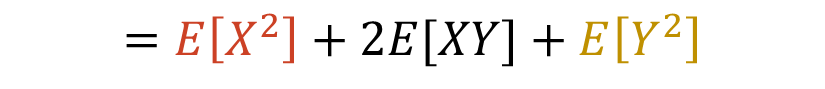 = E[X²] + 2E[XY] + E[Y²]